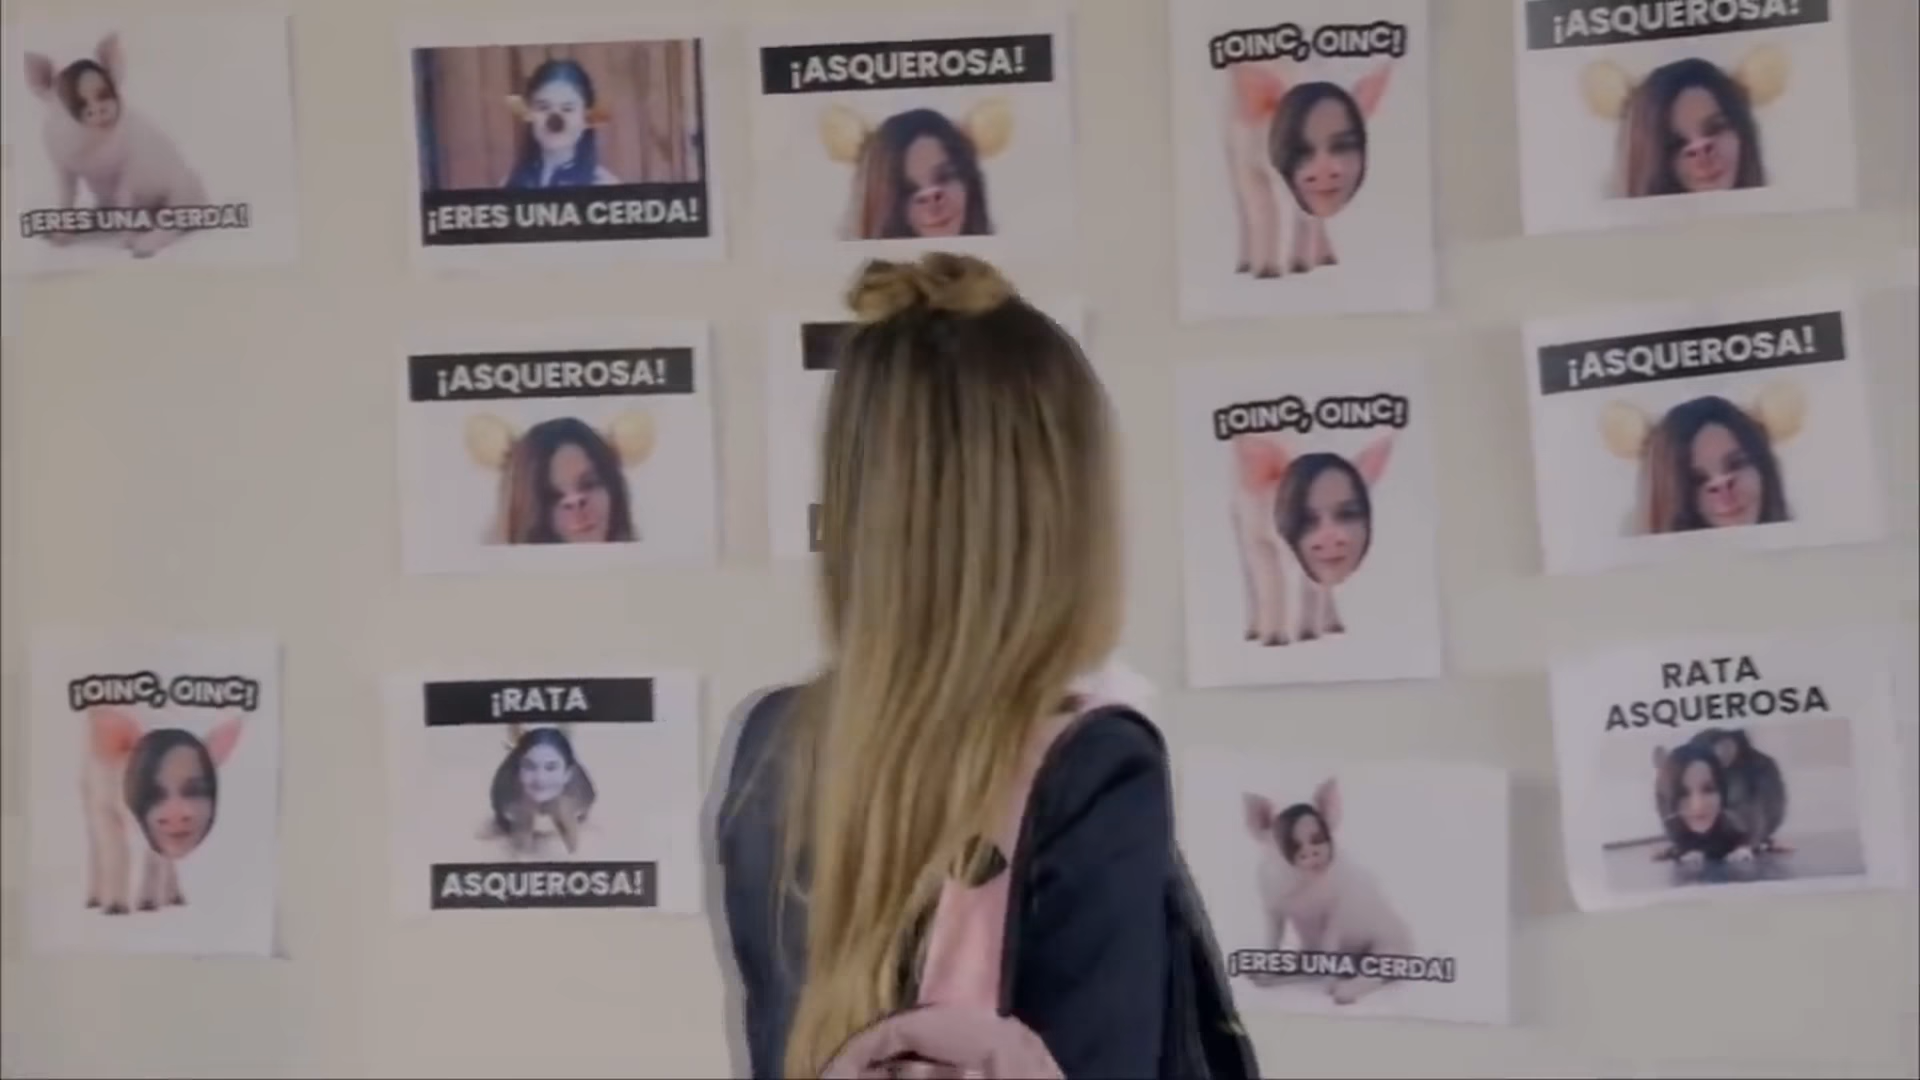 ¡ERES UNA CERDA!
¡ERES UNA CERDA!
¡ASQUEROSA!
¡OINC, OINC!
¡ASQUEROSA!
¡ASQUEROSA!
¡OINC, OINC!
¡ASQUEROSA!
¡OINC, OINC!
¡RATA
ASQUEROSA!
¡ERES UNA CERDA!
RATA
ASQUEROSA